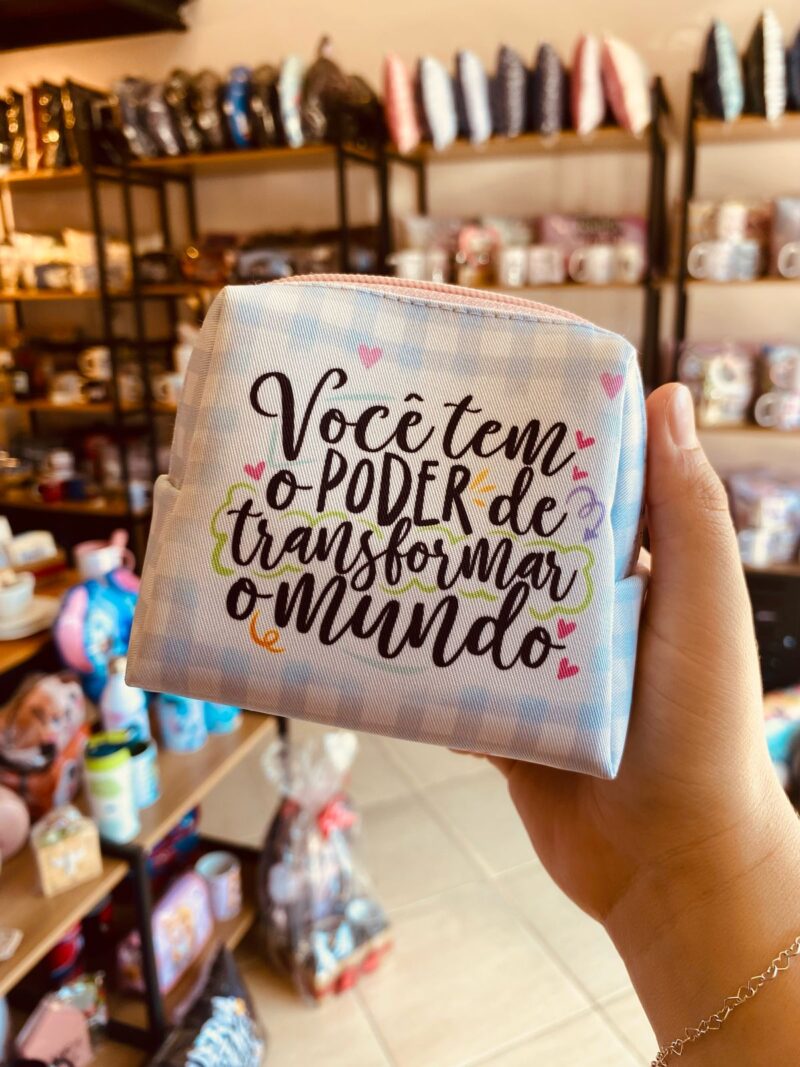 Você tem
o PODER de
transformar
o mundo